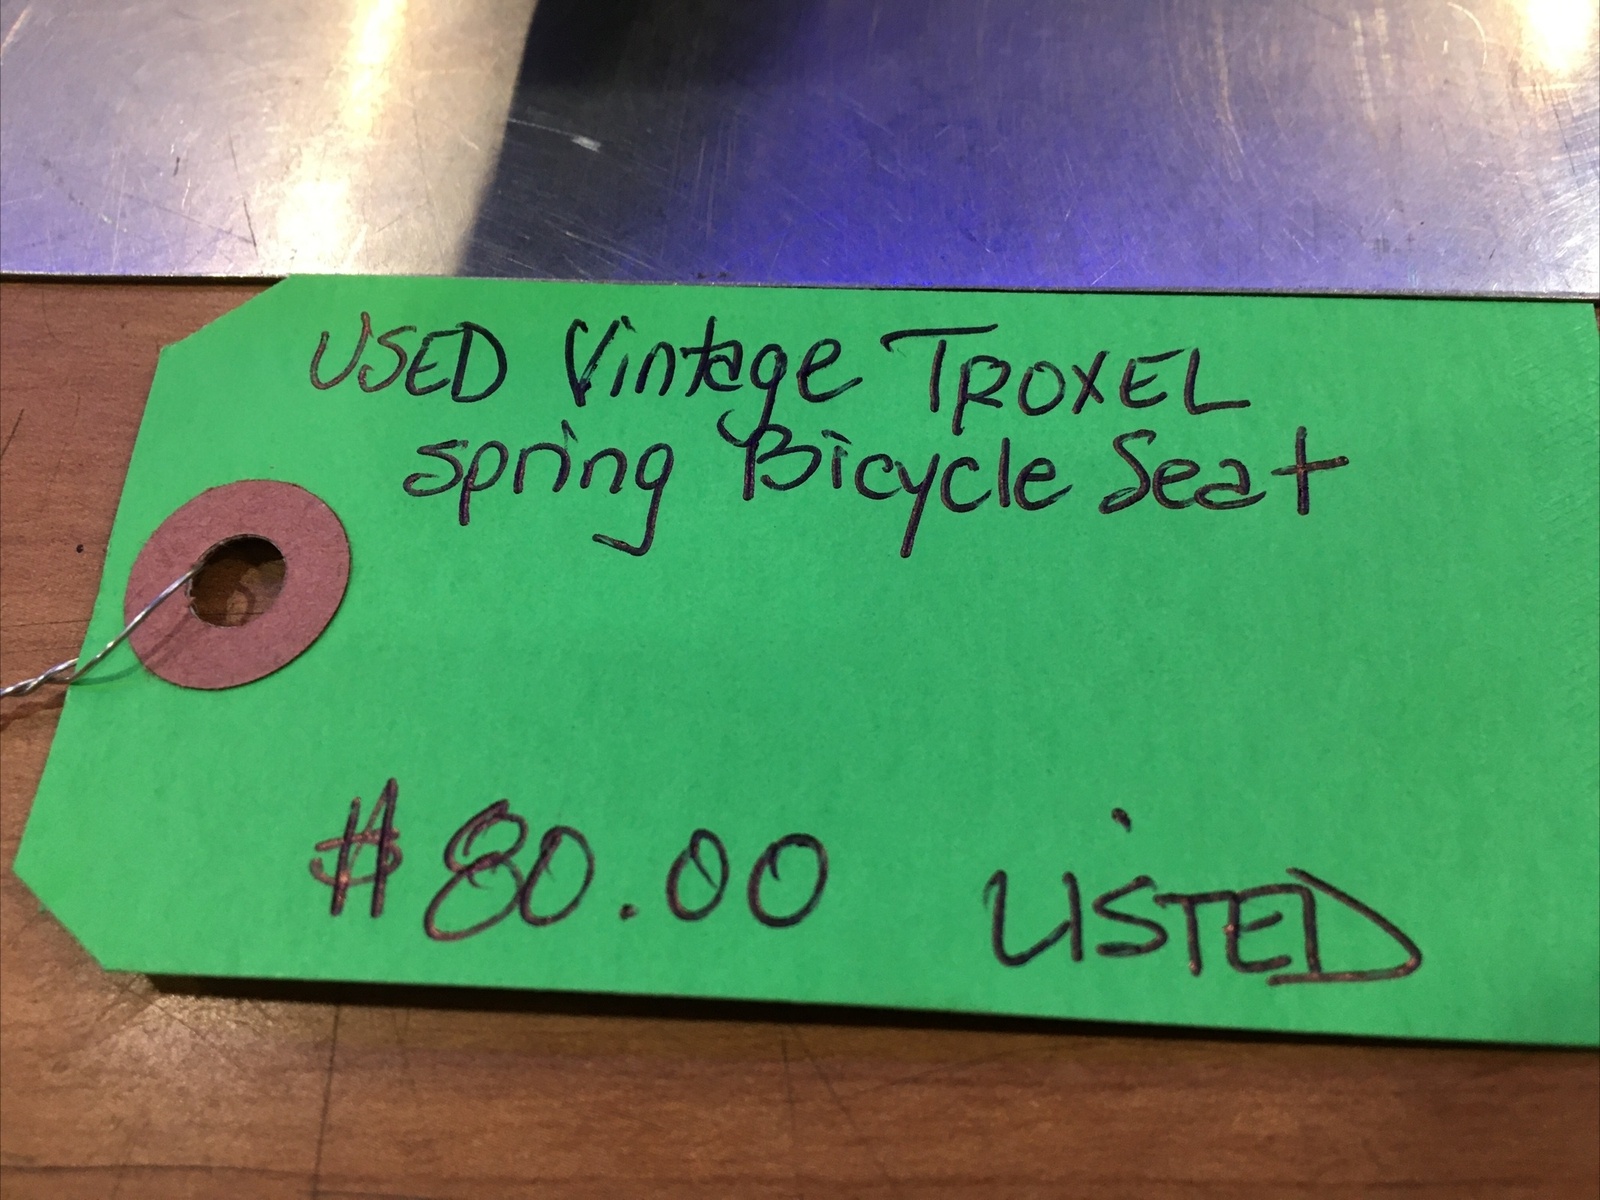 USED Vintage TROXEL
spring Bicycle Seat
$80.00 LISTED